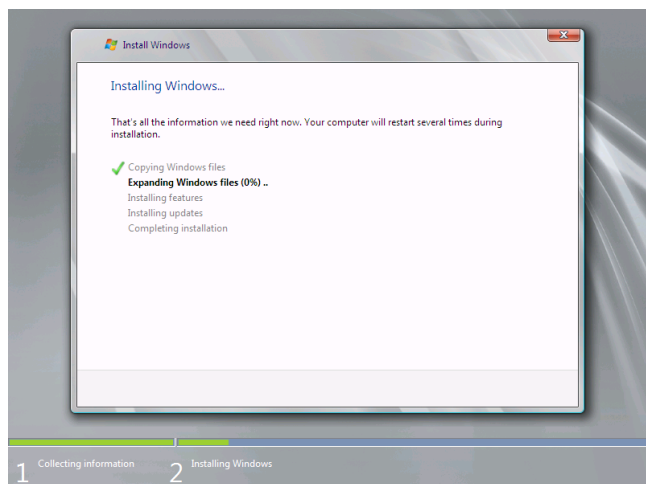 Install Windows
Installing Windows...
That's all the information we need right now. Your computer will restart several times during
installation.
Copying Windows files
Expanding Windows files (0%) ..
Installing features
Installing updates
Completing installation
1 Collecting information
2 Installing Windows